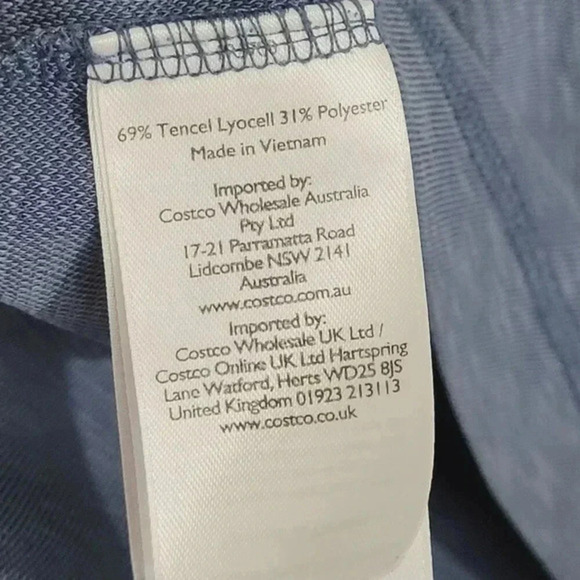 69% Tencel Lyocell 31% Polyester
Made in Vietnam
Imported by:
Costco Wholesale Australia
Pty Ltd
17-21 Parramatta Road
Lidcombe NSW 2141
Australia
www.costco.com.au
Imported by:
Costco Wholesale UK Ltd /
Costco Online UK Ltd Hartspring
Lane Watford, Herts WD25 8JS
United Kingdom 01923 213113
www.costco.co.uk